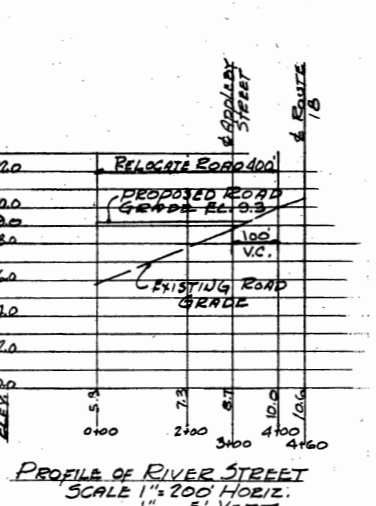 ℄ APPLEBY
STREET
℄ ROUTE
18
RELOCATE ROAD 400'
PROPOSED ROAD
GRADE EL. 9.3
100'
V.C.
EXISTING ROAD
GRADE
ELEV.
5.3
7.3
8.7
10.0
10.6
0+00
2+00
3+00
4+00
4+60
PROFILE OF RIVER STREET
SCALE 1"=200' HORIZ.